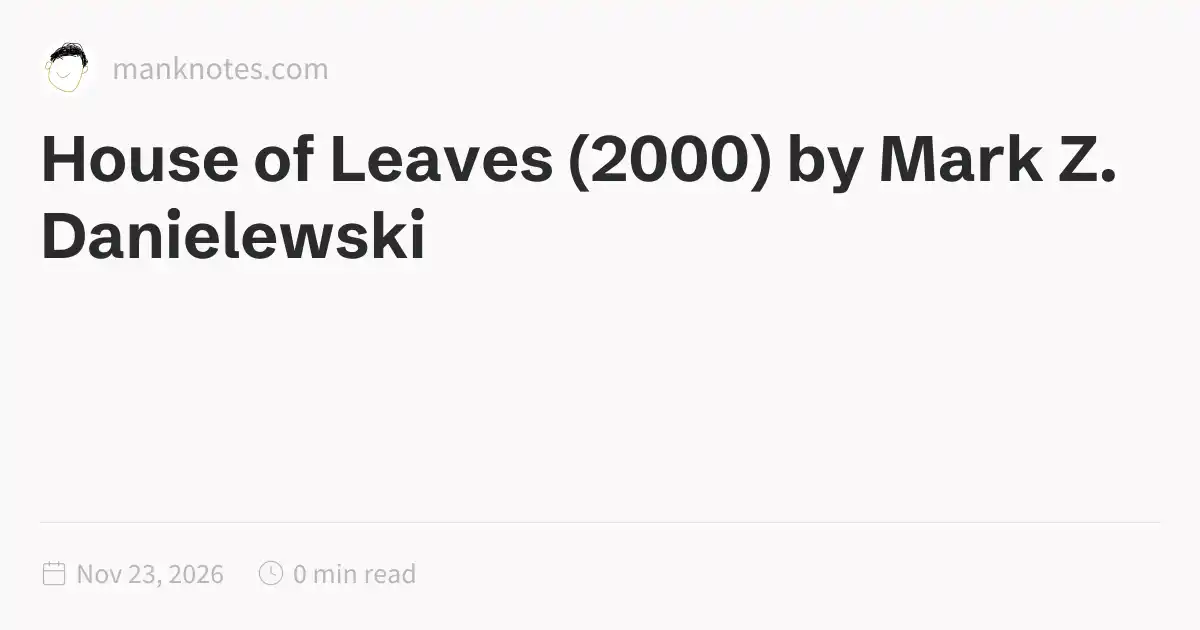 manknotes.com
House of Leaves (2000) by Mark Z.
Danielewski
Nov 23, 2026 0 min read